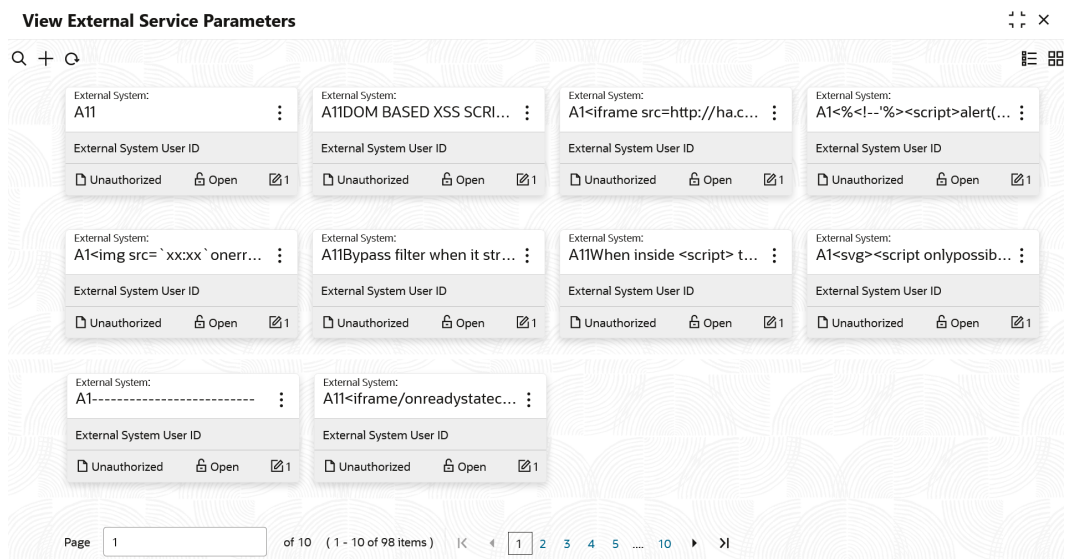 View External Service Parameters
External System: External System: External System: External System:
A11 A11DOM BASED XSS SCRI... A1<iframe src=http://ha.c... A1<%<!--'%><script>alert(...
External System User ID External System User ID External System User ID External System User ID
Unauthorized Open 1 Unauthorized Open 1 Unauthorized Open 1 Unauthorized Open 1
External System: External System: External System: External System:
A1<img src=`xx:xx`onerr... A11Bypass filter when it str... A11When inside <script> t... A1<svg><script onlypossib...
External System User ID External System User ID External System User ID External System User ID
Unauthorized Open 1 Unauthorized Open 1 Unauthorized Open 1 Unauthorized Open 1
External System: External System:
A1-------------------------- A11<iframe/onreadystatec...
External System User ID External System User ID
Unauthorized Open 1 Unauthorized Open 1
Page 1 of 10 (1 - 10 of 98 items) 1 2 3 4 5 .... 10